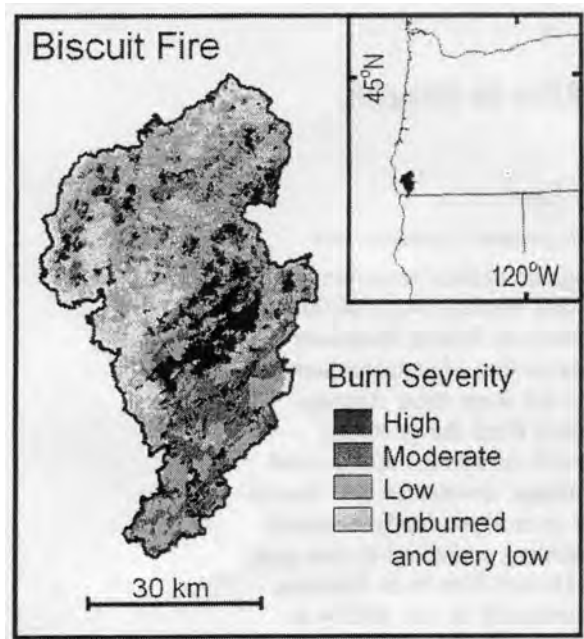 Biscuit Fire
45°N
120°W
Burn Severity
High
Moderate
Low
Unburned
and very low
30 km